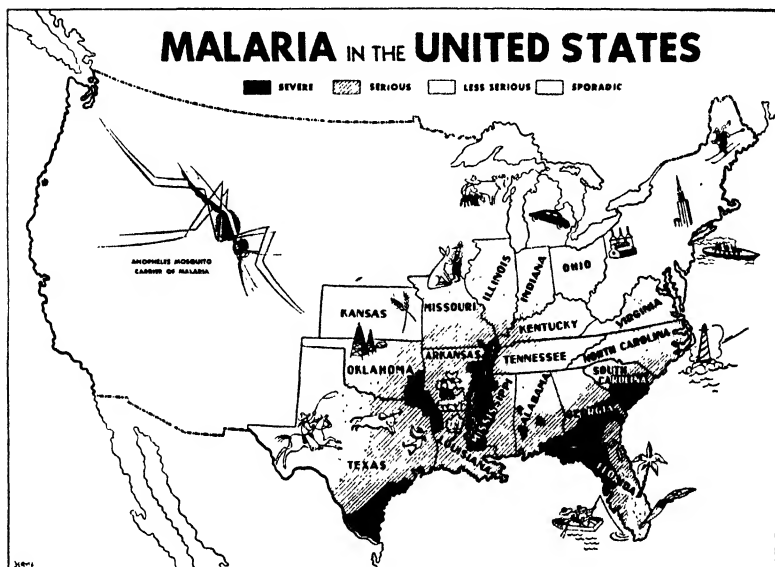 MALARIA IN THE UNITED STATES
SEVERE SERIOUS LESS SERIOUS SPORADIC
ANOPHELES MOSQUITO
CARRIER OF MALARIA
KANSAS
MISSOURI
ILLINOIS
INDIANA
OHIO
KENTUCKY
VIRGINIA
OKLAHOMA
ARKANSAS
TENNESSEE
NORTH CAROLINA
SOUTH
CAROLINA
TEXAS
LOUISIANA
MISSISSIPPI
ALABAMA
GEORGIA
FLORIDA